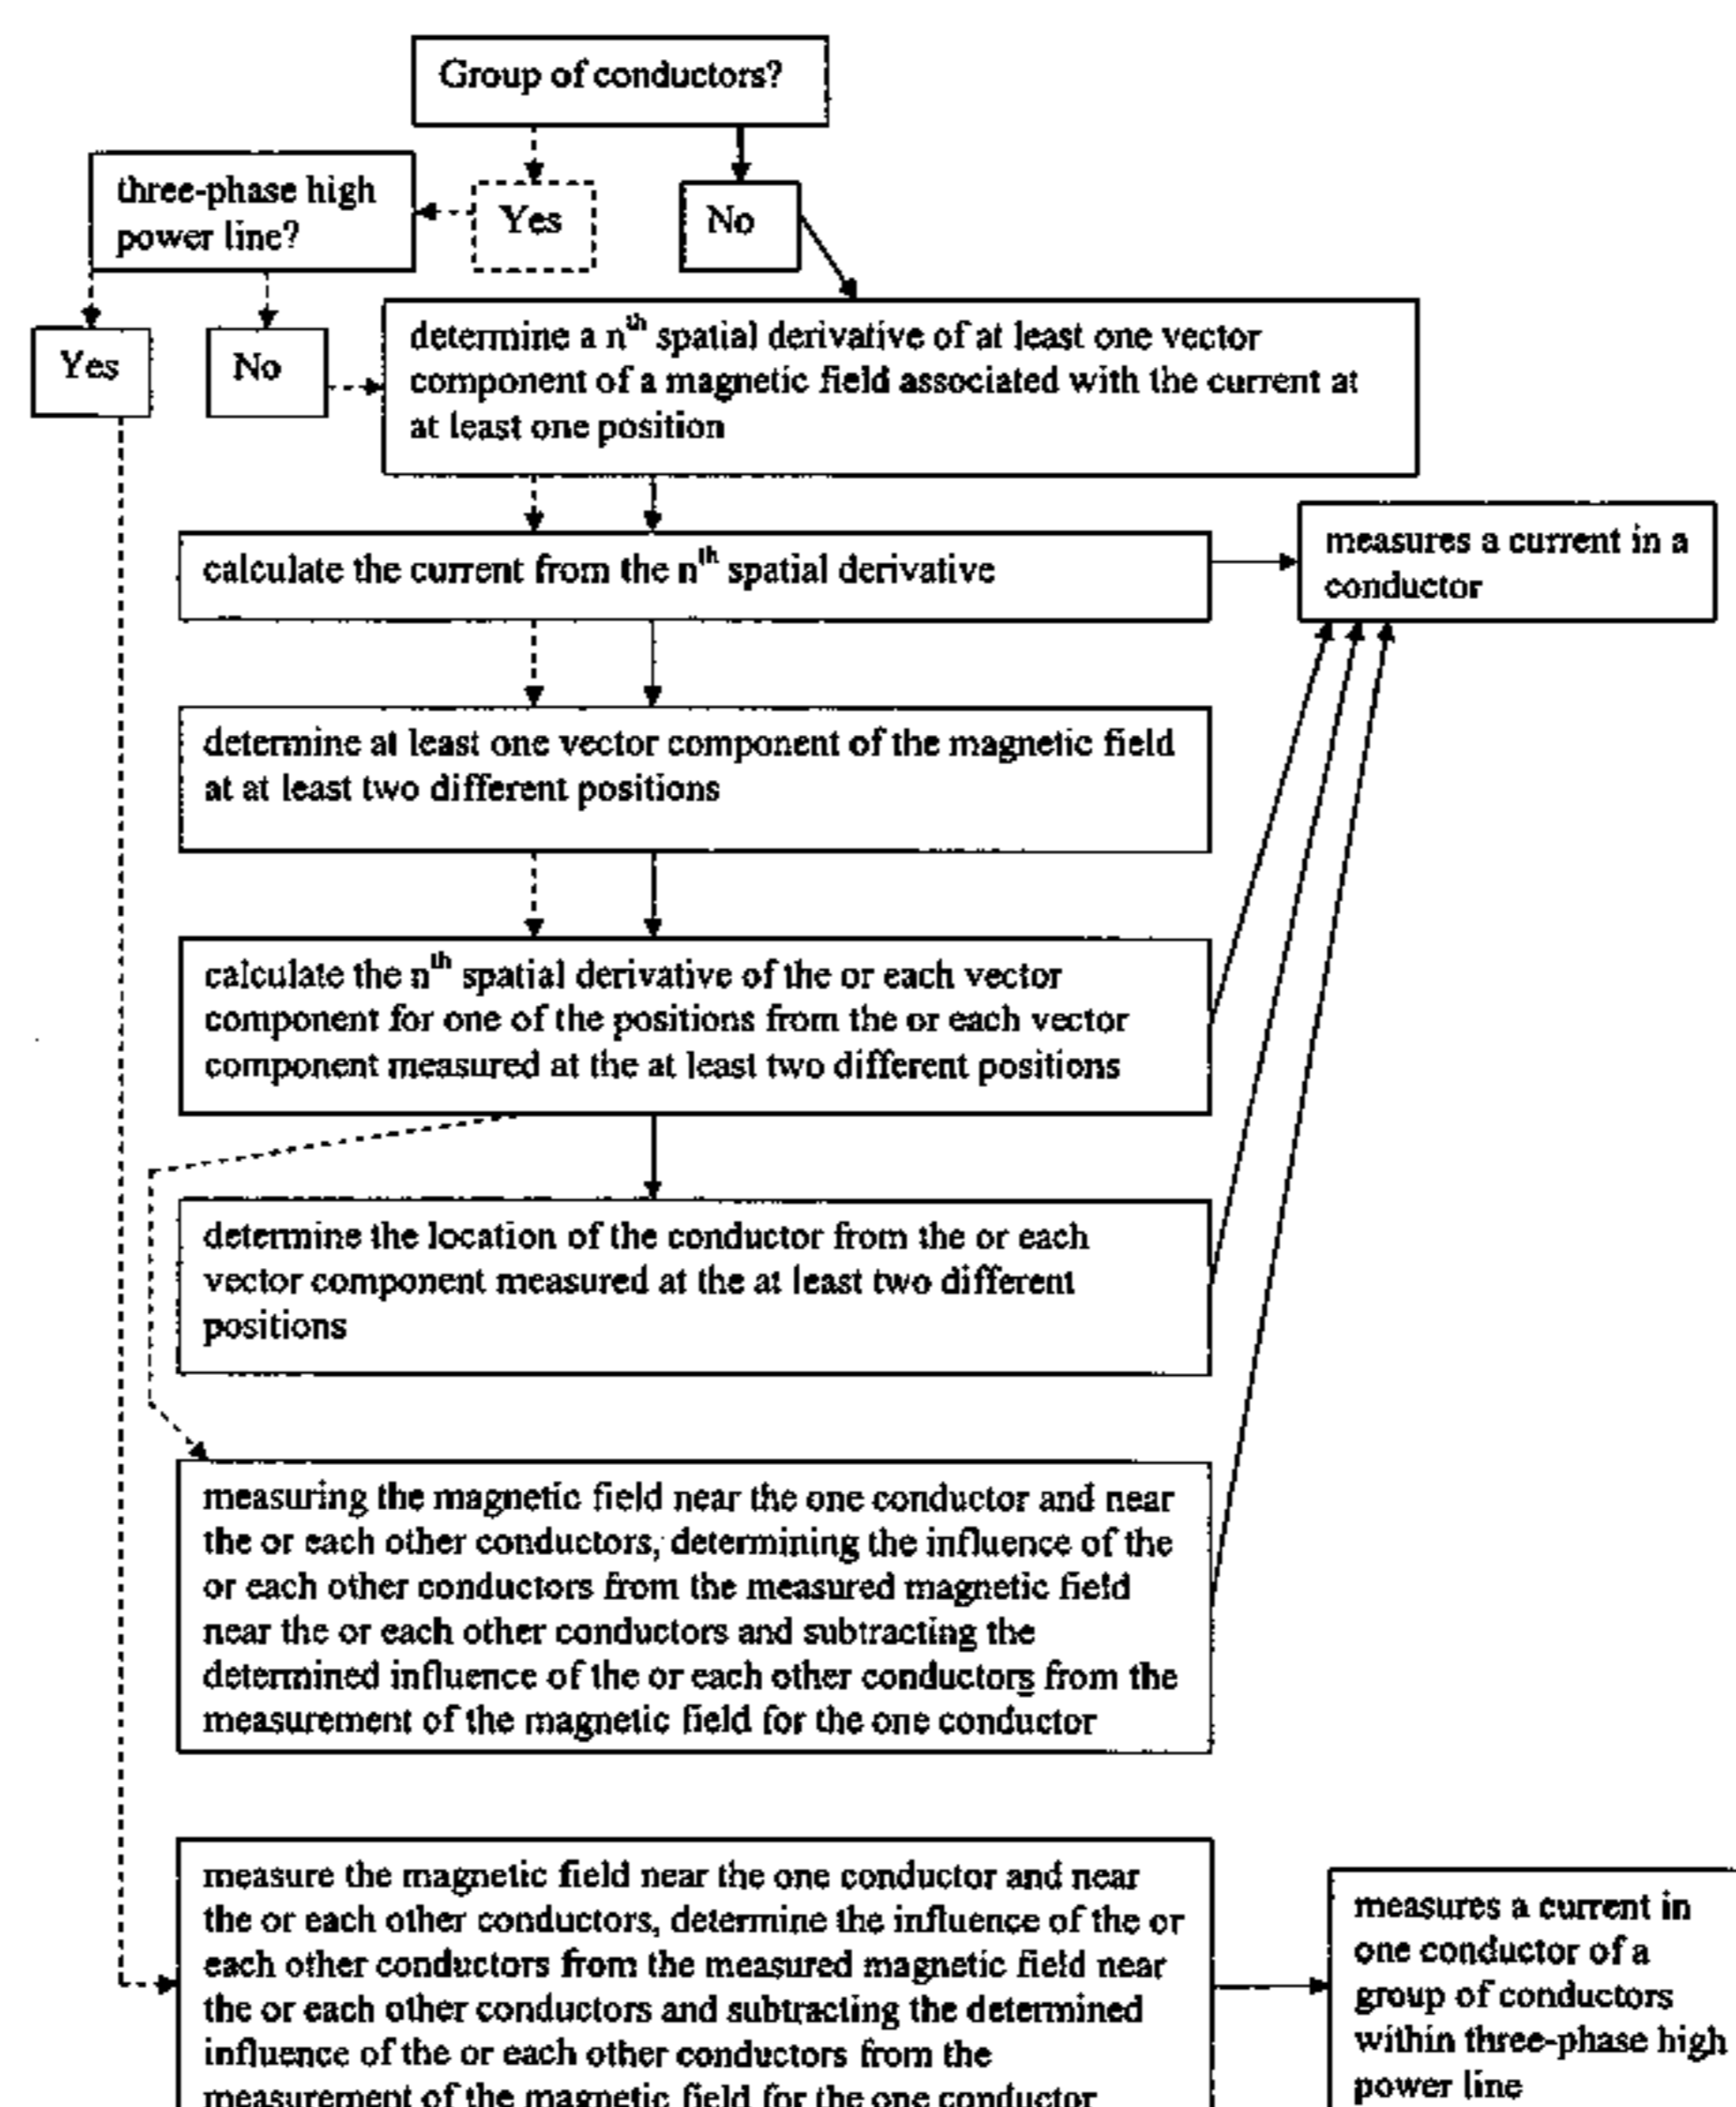 Group of conductors?
three-phase high
power line?
Yes
No
Yes
No
determine a nth spatial derivative of at least one vector
component of a magnetic field associated with the current at
at least one position
calculate the current from the nth spatial derivative
measures a current in a
conductor
determine at least one vector component of the magnetic field
at at least two different positions
calculate the nth spatial derivative of the or each vector
component for one of the positions from the or each vector
component measured at the at least two different positions
determine the location of the conductor from the or each
vector component measured at the at least two different
positions
measuring the magnetic field near the one conductor and near
the or each other conductors, determining the influence of the
or each other conductors from the measured magnetic field
near the or each other conductors and subtracting the
determined influence of the or each other conductors from the
measurement of the magnetic field for the one conductor
measure the magnetic field near the one conductor and near
the or each other conductors, determine the influence of the or
each other conductors from the measured magnetic field near
the or each other conductors and subtracting the determined
influence of the or each other conductors from the
measurement of the magnetic field for the one conductor
measures a current in
one conductor of a
group of conductors
within three-phase high
power line